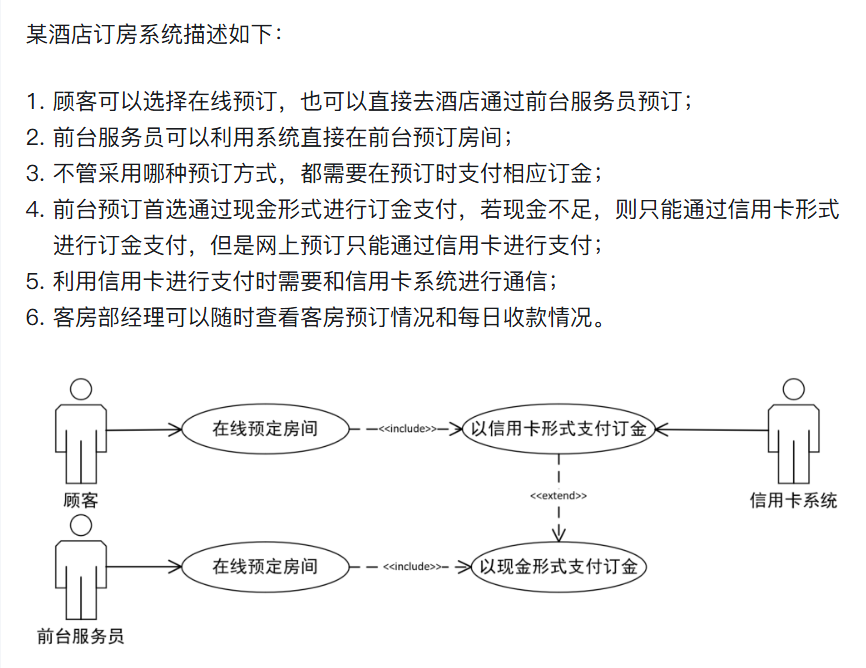 某酒店订房系统描述如下：
1. 顾客可以选择在线预订，也可以直接去酒店通过前台服务员预订；
2. 前台服务员可以利用系统直接在前台预订房间；
3. 不管采用哪种预订方式，都需要在预订时支付相应订金；
4. 前台预订首选通过现金形式进行订金支付，若现金不足，则只能通过信用卡形式
进行订金支付，但是网上预订只能通过信用卡进行支付；
5. 利用信用卡进行支付时需要和信用卡系统进行通信；
6. 客房部经理可以随时查看客房预订情况和每日收款情况。
在线预定房间
<<include>>
以信用卡形式支付订金
顾客
<<extend>>
信用卡系统
在线预定房间
<<include>>
以现金形式支付订金
前台服务员